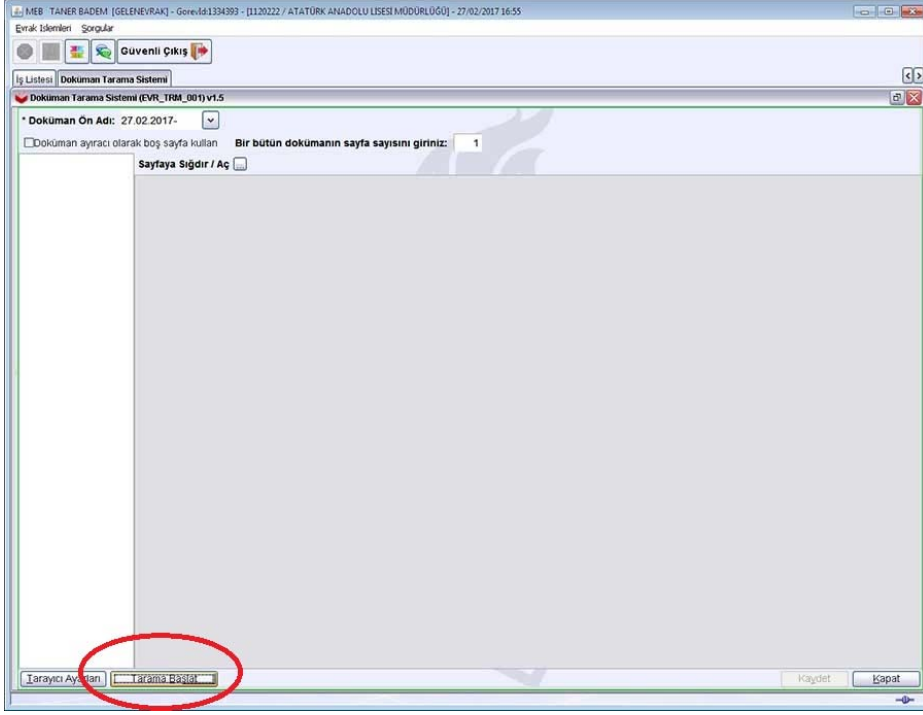 MEB TANER BADEM [GELENEVRAK] - GorevId:1334393 - [1120222 / ATATÜRK ANADOLU LİSESİ MÜDÜRLÜĞÜ] - 27/02/2017 16:55
Evrak İslemleri Sorgular
Güvenli Çıkış
İş Listesi Doküman Tarama Sistemi
Doküman Tarama Sistemi (EVR_TRM_001) v1.5
* Doküman Ön Adı: 27.02.2017-
Doküman ayıracı olarak boş sayfa kullan Bir bütün dokümanın sayfa sayısını giriniz: 1
Sayfaya Sığdır / Aç ...
Tarayıcı Ayarları Tarama Başlat Kaydet Kapat